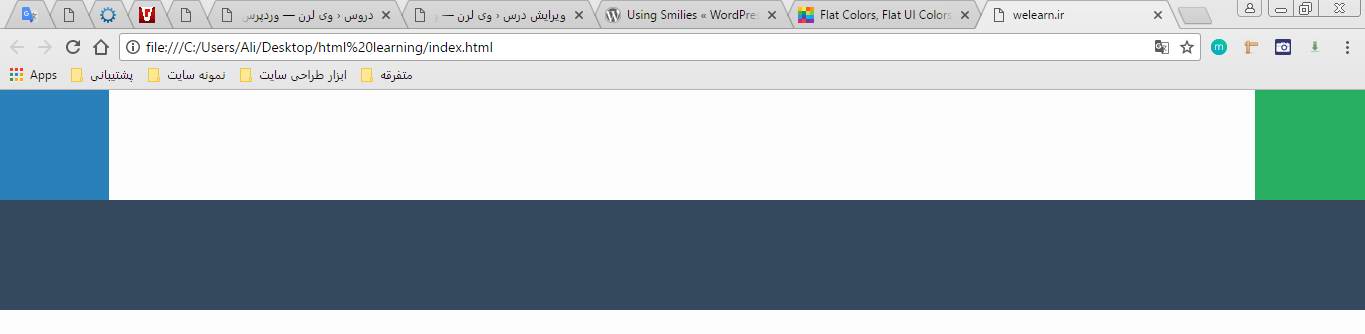 دروس ‹ وی لرن — وردپرس
ویرایش درس ‹ وی لرن —
Using Smilies « WordPre
Flat Colors, Flat UI Colors
welearn.ir
file:///C:/Users/Ali/Desktop/html%20learning/index.html
m
Apps
پشتیبانی
نمونه سایت
ابزار طراحی سایت
متفرقه